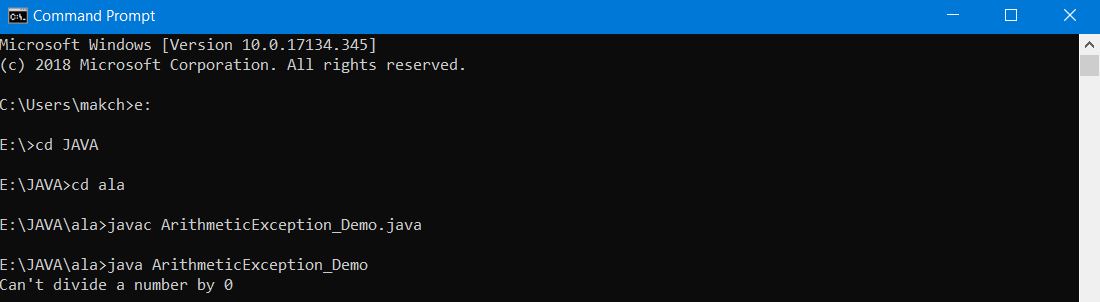 Command Prompt
Microsoft Windows [Version 10.0.17134.345]
(c) 2018 Microsoft Corporation. All rights reserved.
C:\Users\makch>e:
E:\>cd JAVA
E:\JAVA>cd ala
E:\JAVA\ala>javac ArithmeticException_Demo.java
E:\JAVA\ala>java ArithmeticException_Demo
Can't divide a number by 0